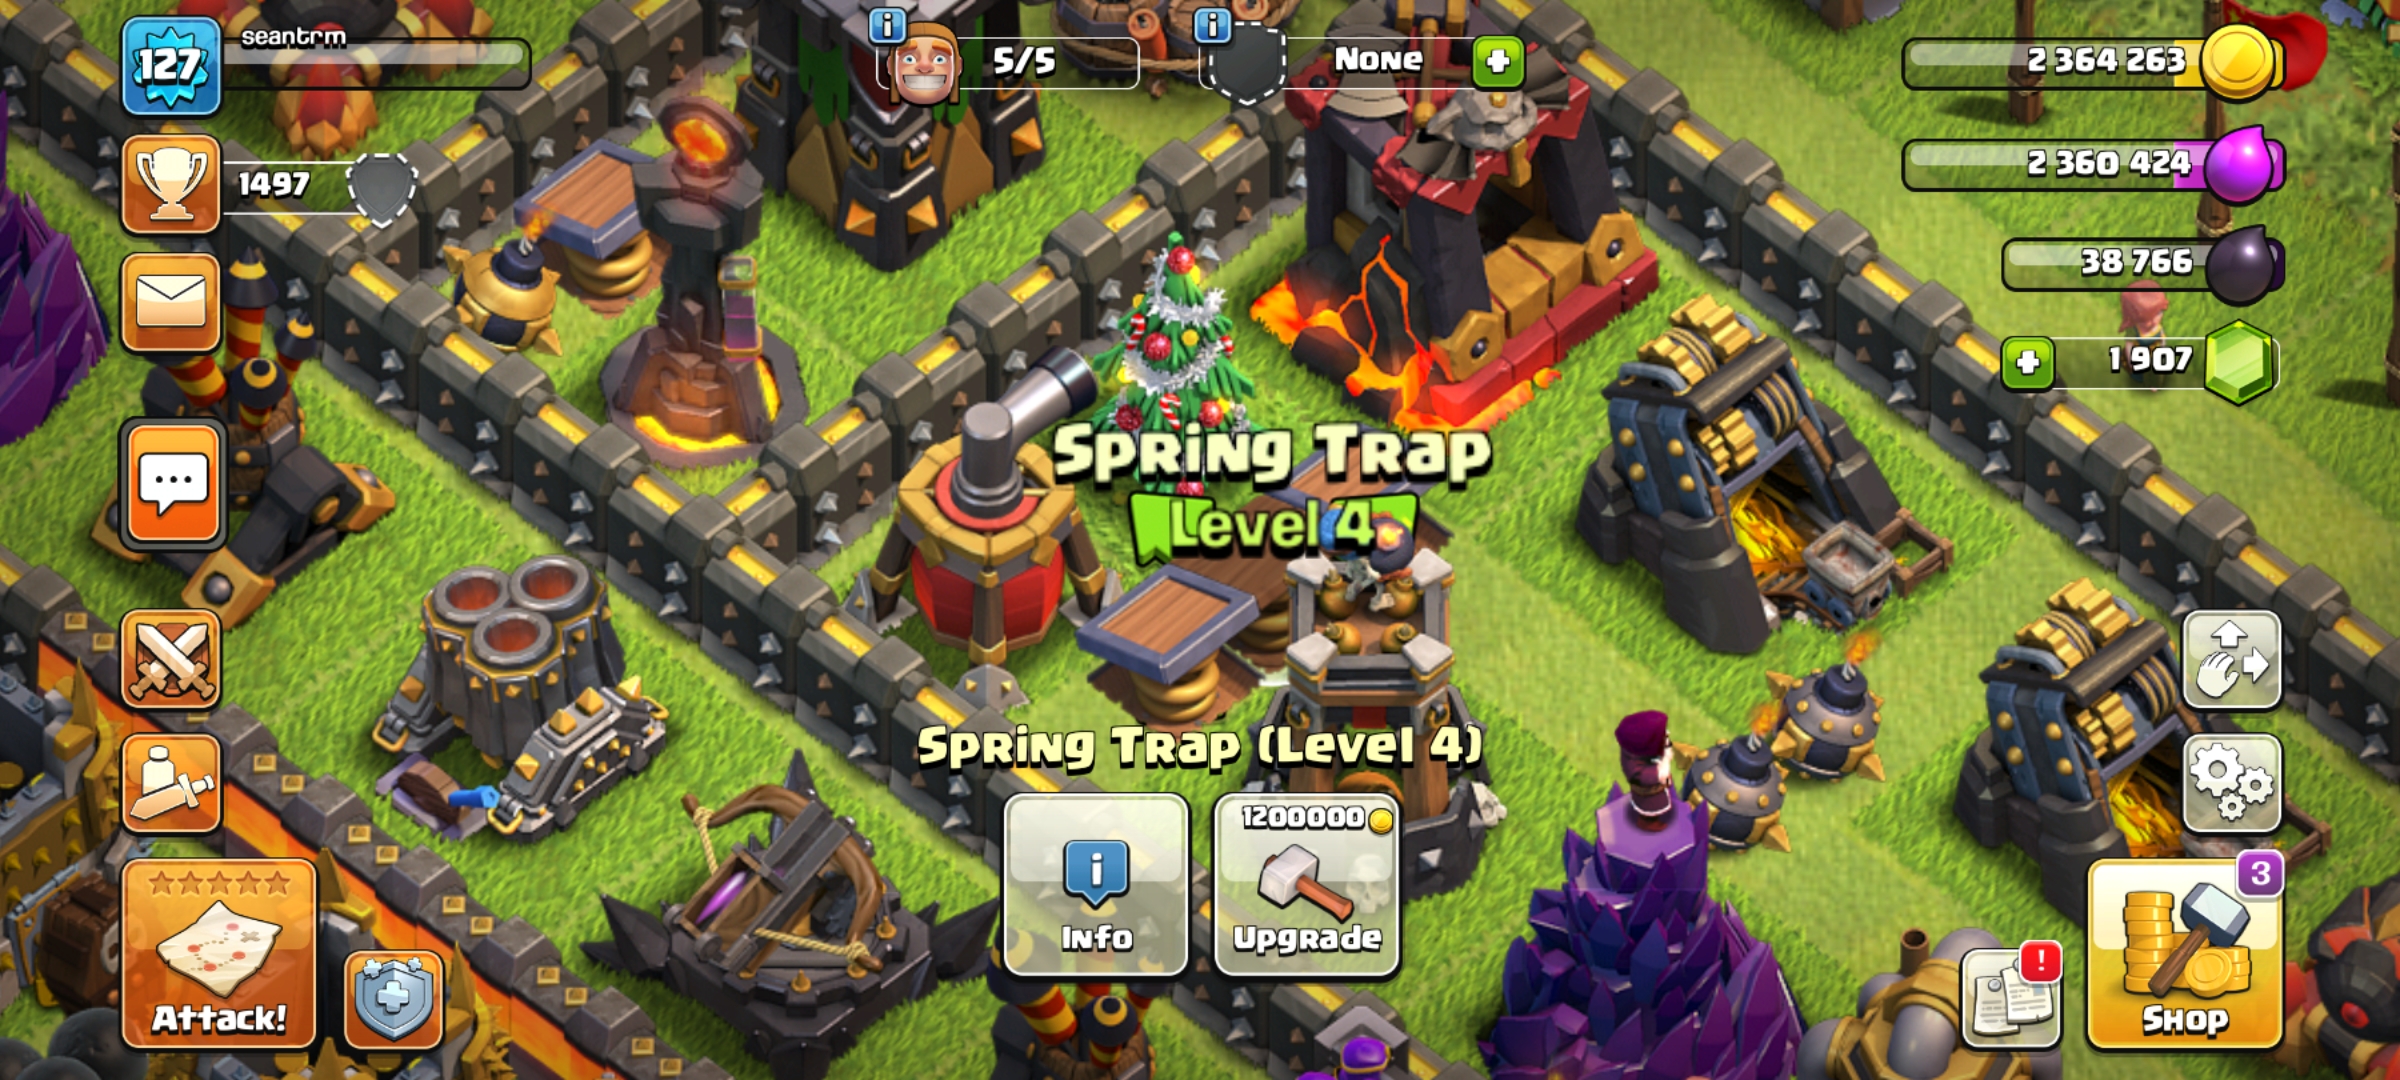 127
seantrm
5/5
None
2 364 263
1497
2 360 424
38 766
1 907
Spring Trap
Level 4
Spring Trap (Level 4)
1200000
Info
Upgrade
Attack!
3
!
Shop